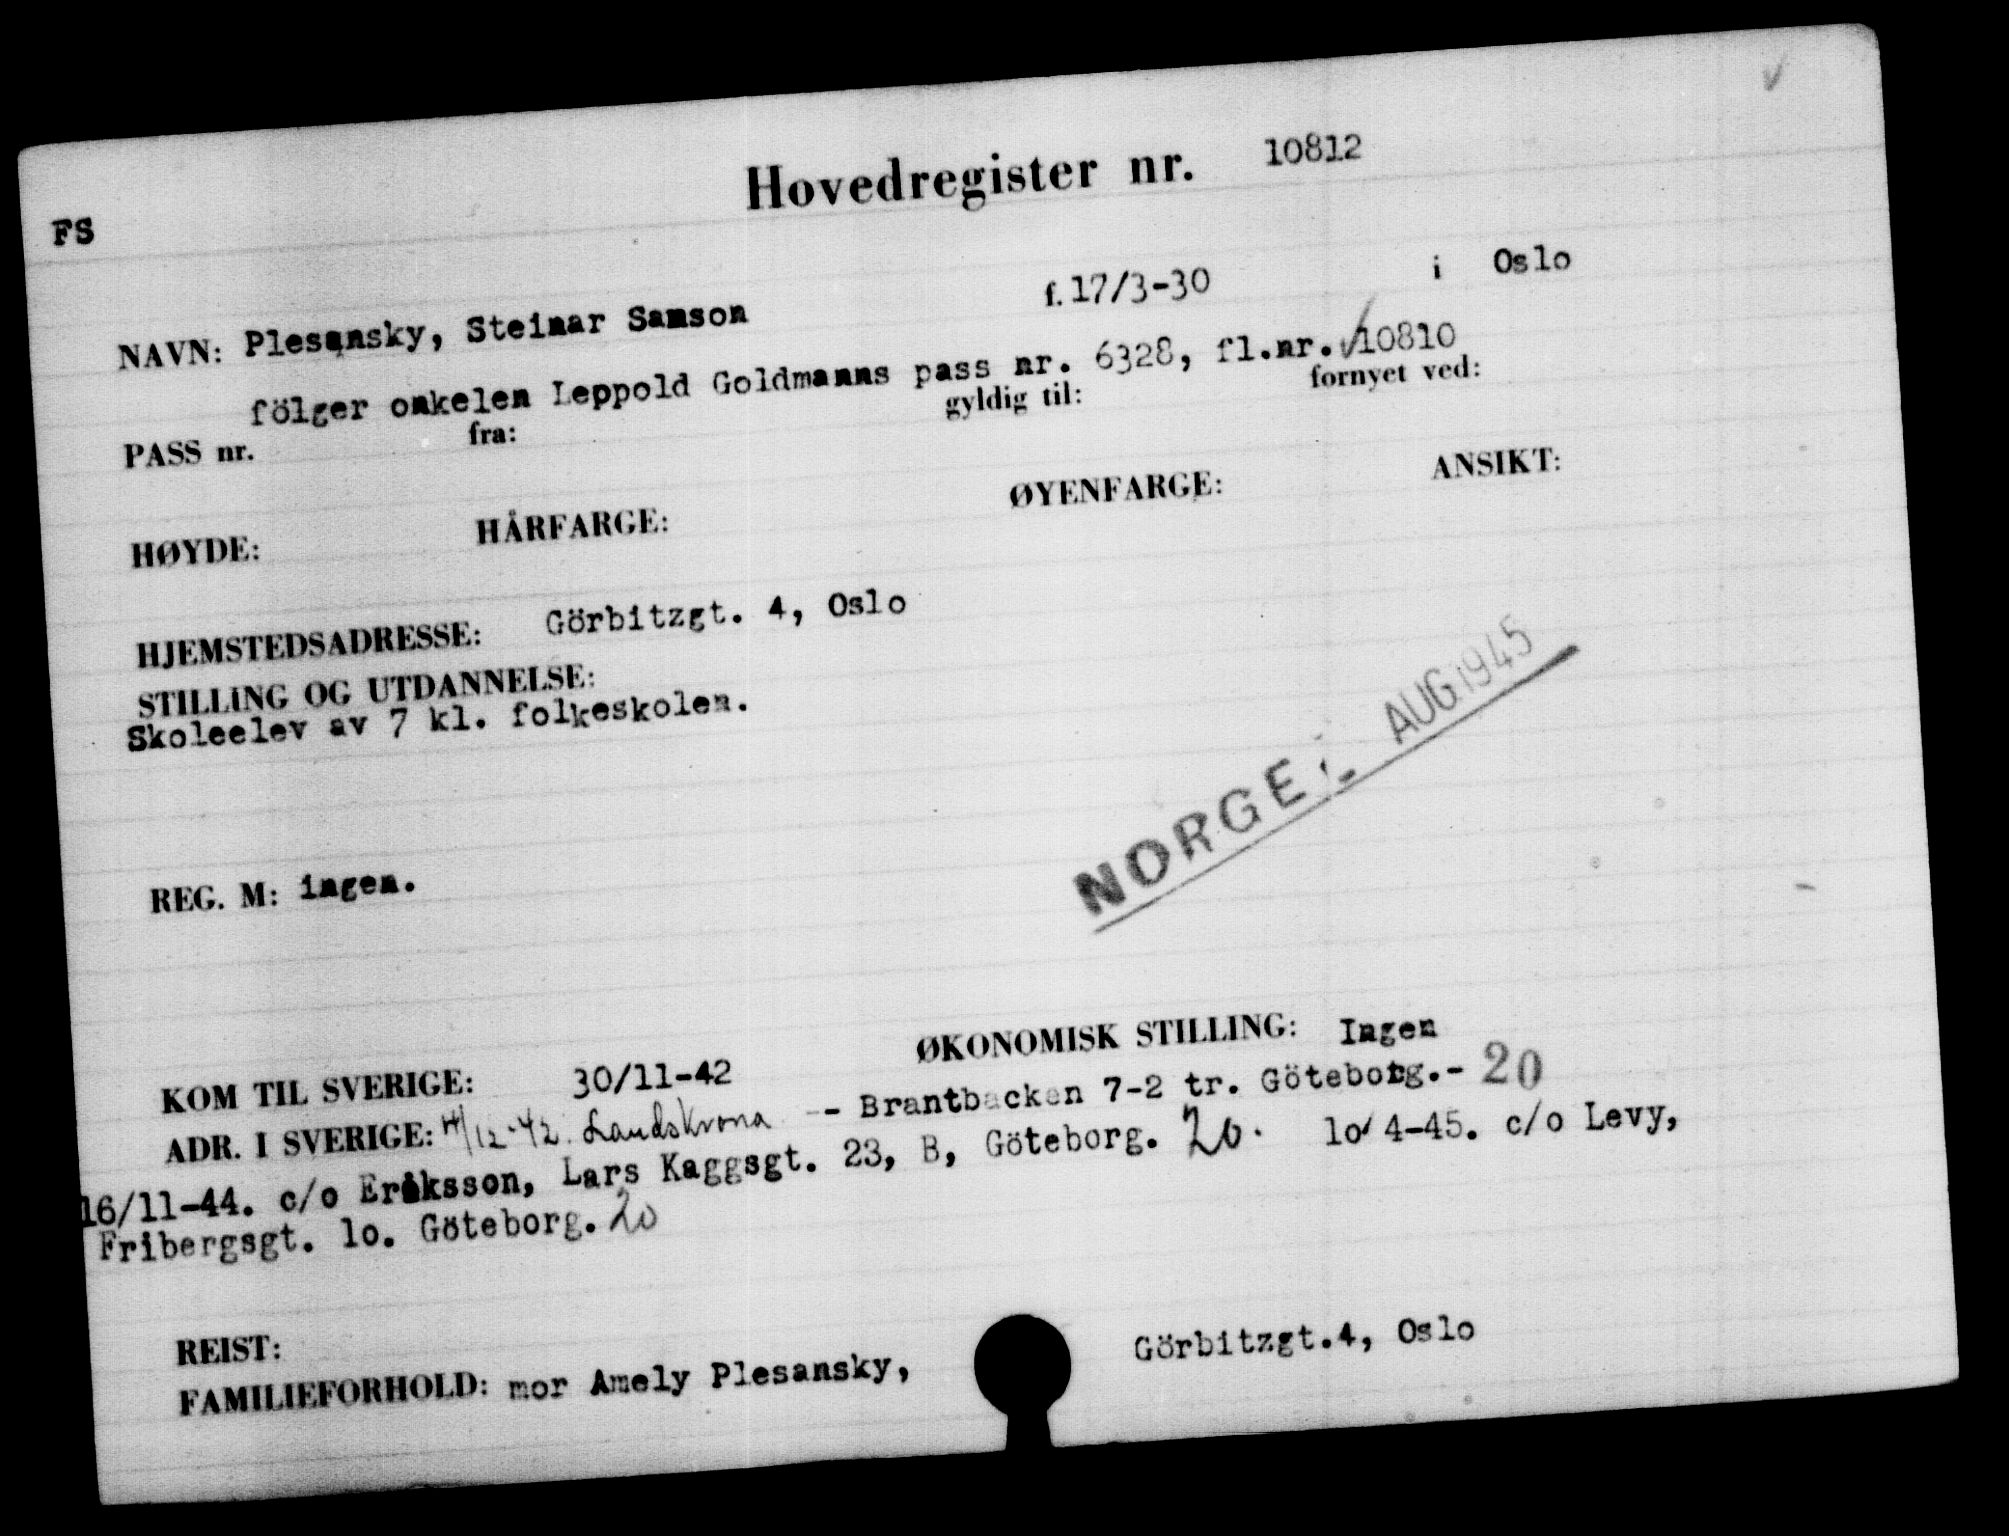 Hovedregister nr. 10812
FS
NAVN: Plesansky, Steinar Samson f. 17/3-30 i Oslo
fölger onkelen Leppold Goldmanns pass nr. 6328, fl.nr. 10810
PASS nr. fra: gyldig til: fornyet ved:
HØYDE: HÅRFARGE: ØYENFARGE: ANSIKT:
HJEMSTEDSADRESSE: Görbitzgt. 4, Oslo
STILLING OG UTDANNELSE:
Skoleelev av 7 kl. folkeskolen.
NORGE: AUG 1945
REG. M: ingen.
KOM TIL SVERIGE: 30/11-42 ØKONOMISK STILLING: Ingen
ADR. I SVERIGE: /12-42. Landskrona -- Brantbacken 7-2 tr. Göteborg.- 20
16/11-44. c/o Eriksson, Lars Kaggsgt. 23, B, Göteborg. 20. lo/4-45. c/o Levy,
Fribergsgt. lo. Göteborg. 20
REIST:
FAMILIEFORHOLD: mor Amely Plesansky, Görbitzgt.4, Oslo